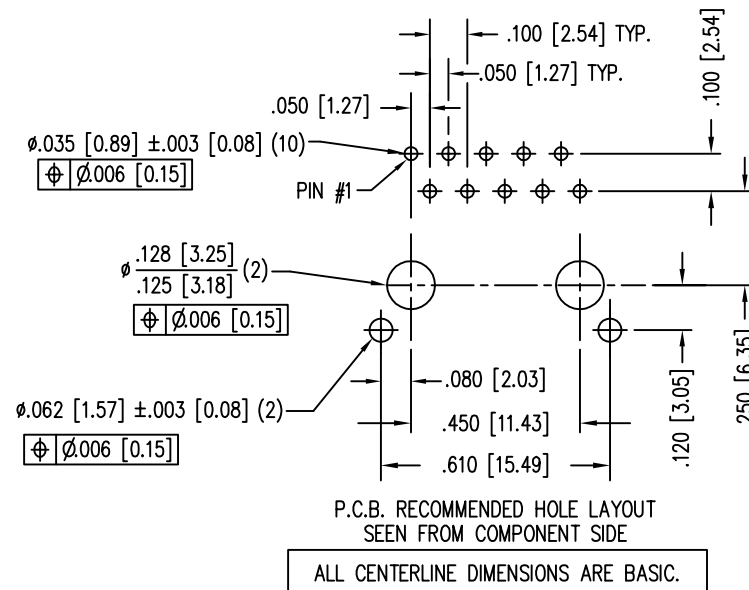 .100 [2.54] TYP.
.050 [1.27] TYP.
.100 [2.54]
.050 [1.27]
ø.035 [0.89] ±.003 [0.08] (10)
⌖ Ø.006 [0.15]
PIN #1
ø .128 [3.25]
.125 [3.18] (2)
⌖ Ø.006 [0.15]
.080 [2.03]
ø.062 [1.57] ±.003 [0.08] (2)
⌖ Ø.006 [0.15]
.450 [11.43]
.610 [15.49]
.120 [3.05]
.250 [6.35]
P.C.B. RECOMMENDED HOLE LAYOUT
SEEN FROM COMPONENT SIDE
ALL CENTERLINE DIMENSIONS ARE BASIC.